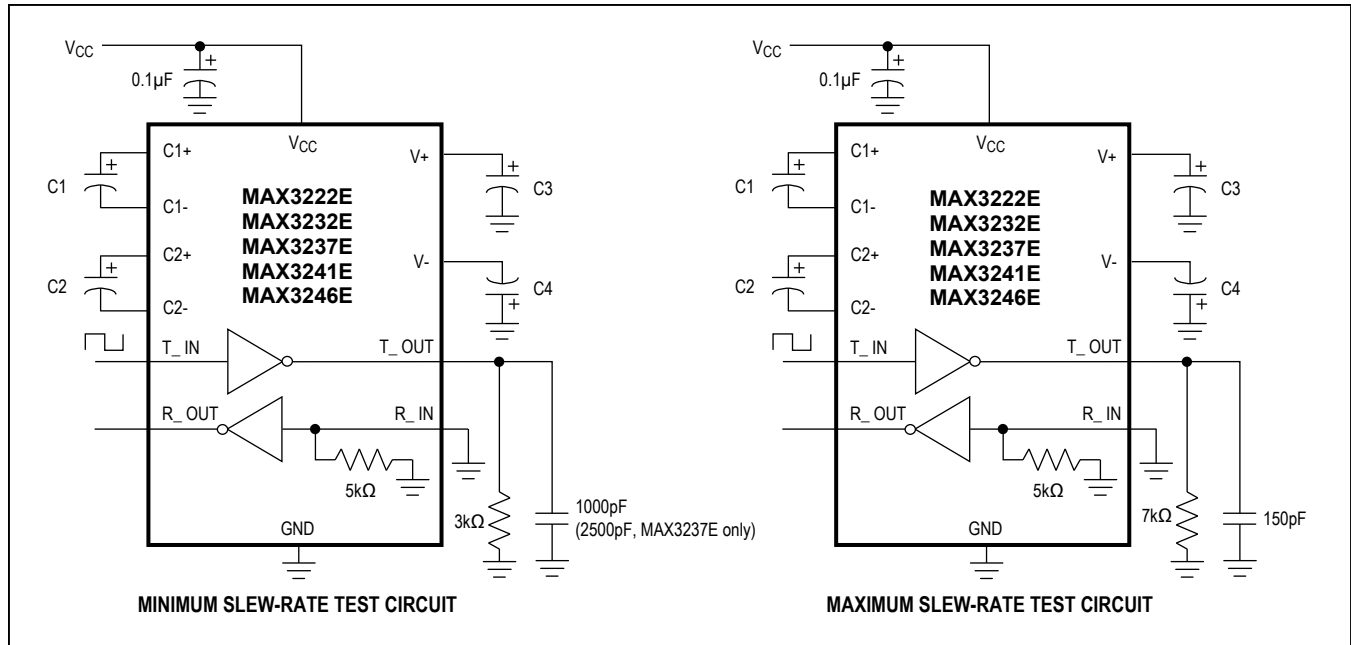 VCC
+
0.1µF
VCC
C1+
+
C1
C1-
C2+
+
C2
C2-
V+
+
C3
V-
C4
+
MAX3222E
MAX3232E
MAX3237E
MAX3241E
MAX3246E
T_ IN
T_ OUT
R_ OUT
R_ IN
5kΩ
3kΩ
1000pF
(2500pF, MAX3237E only)
GND
MINIMUM SLEW-RATE TEST CIRCUIT
VCC
+
0.1µF
VCC
C1+
+
C1
C1-
C2+
+
C2
C2-
V+
+
C3
V-
C4
+
MAX3222E
MAX3232E
MAX3237E
MAX3241E
MAX3246E
T_ IN
T_ OUT
R_ OUT
R_ IN
5kΩ
7kΩ
150pF
GND
MAXIMUM SLEW-RATE TEST CIRCUIT